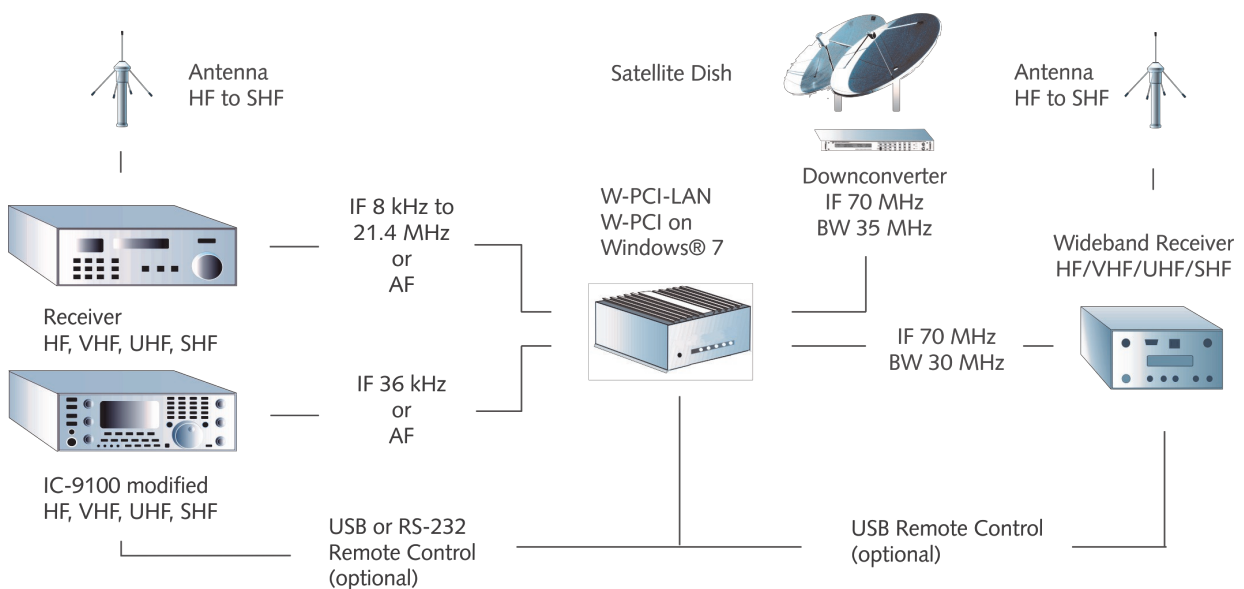 Antenna
HF to SHF
Satellite Dish
Antenna
HF to SHF
Downconverter
IF 70 MHz
BW 35 MHz
W-PCI-LAN
W-PCI on
Windows® 7
IF 8 kHz to
21.4 MHz
or
AF
Wideband Receiver
HF/VHF/UHF/SHF
Receiver
HF, VHF, UHF, SHF
IF 70 MHz
BW 30 MHz
IF 36 kHz
or
AF
IC-9100 modified
HF, VHF, UHF, SHF
USB or RS-232
Remote Control
(optional)
USB Remote Control
(optional)